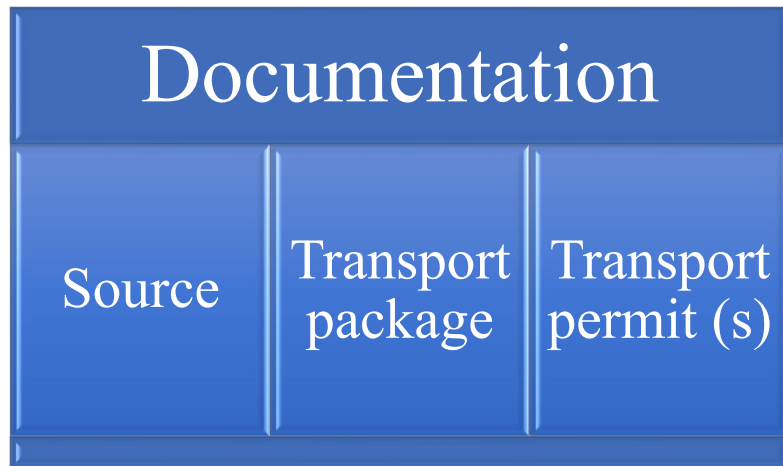 Documentation
Source
Transport
package
Transport
permit (s)